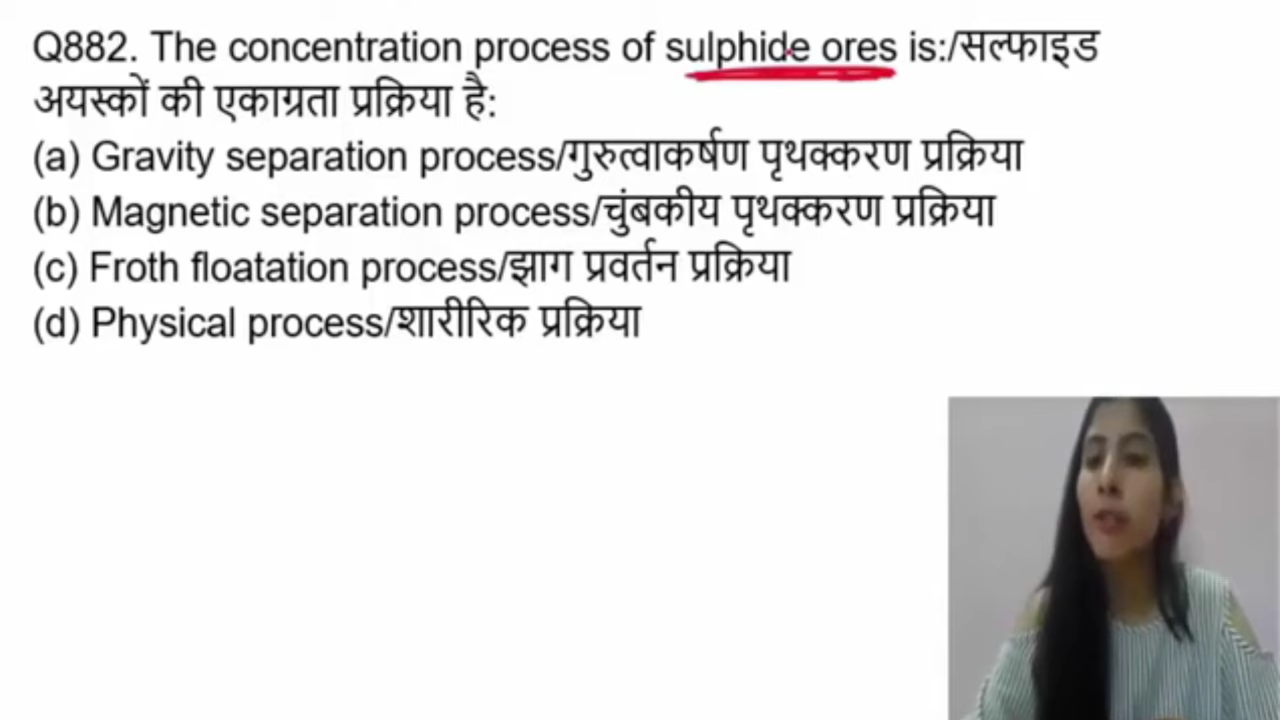 Q882. The concentration process of sulphide ores is:/सल्फाइड
अयस्कों की एकाग्रता प्रक्रिया है:
(a) Gravity separation process/गुरुत्वाकर्षण पृथक्करण प्रक्रिया
(b) Magnetic separation process/चुंबकीय पृथक्करण प्रक्रिया
(c) Froth floatation process/झाग प्रवर्तन प्रक्रिया
(d) Physical process/शारीरिक प्रक्रिया